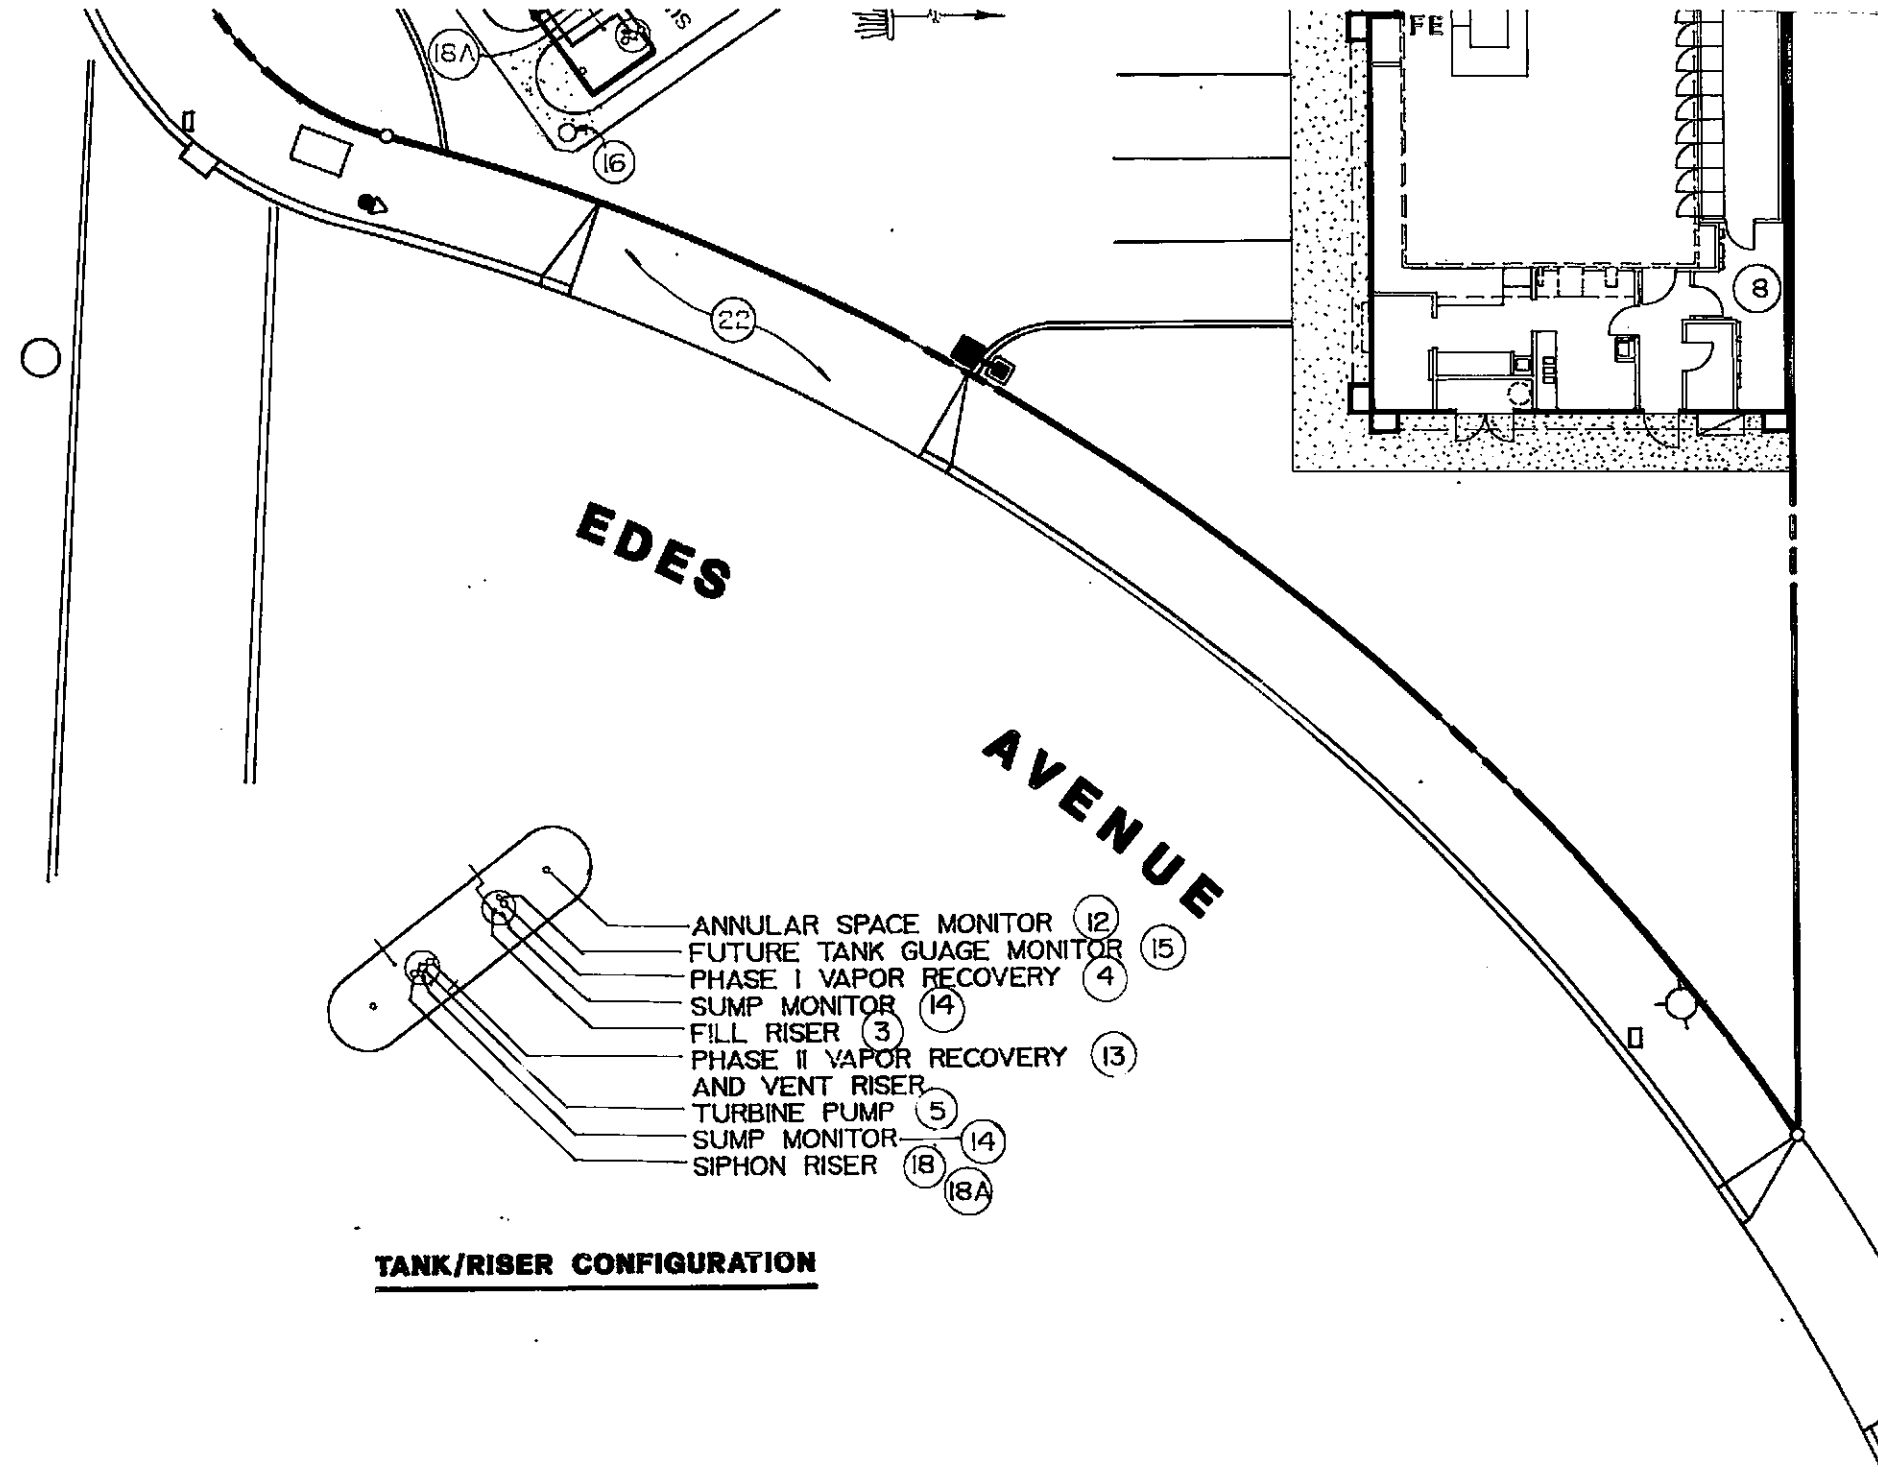 18A
16
FE
22
8
EDES
AVENUE
ANNULAR SPACE MONITOR 12
FUTURE TANK GUAGE MONITOR 15
PHASE I VAPOR RECOVERY 4
SUMP MONITOR 14
FILL RISER 3
PHASE II VAPOR RECOVERY 13
AND VENT RISER
TURBINE PUMP 5
SUMP MONITOR 14
SIPHON RISER 18
18A
TANK/RISER CONFIGURATION